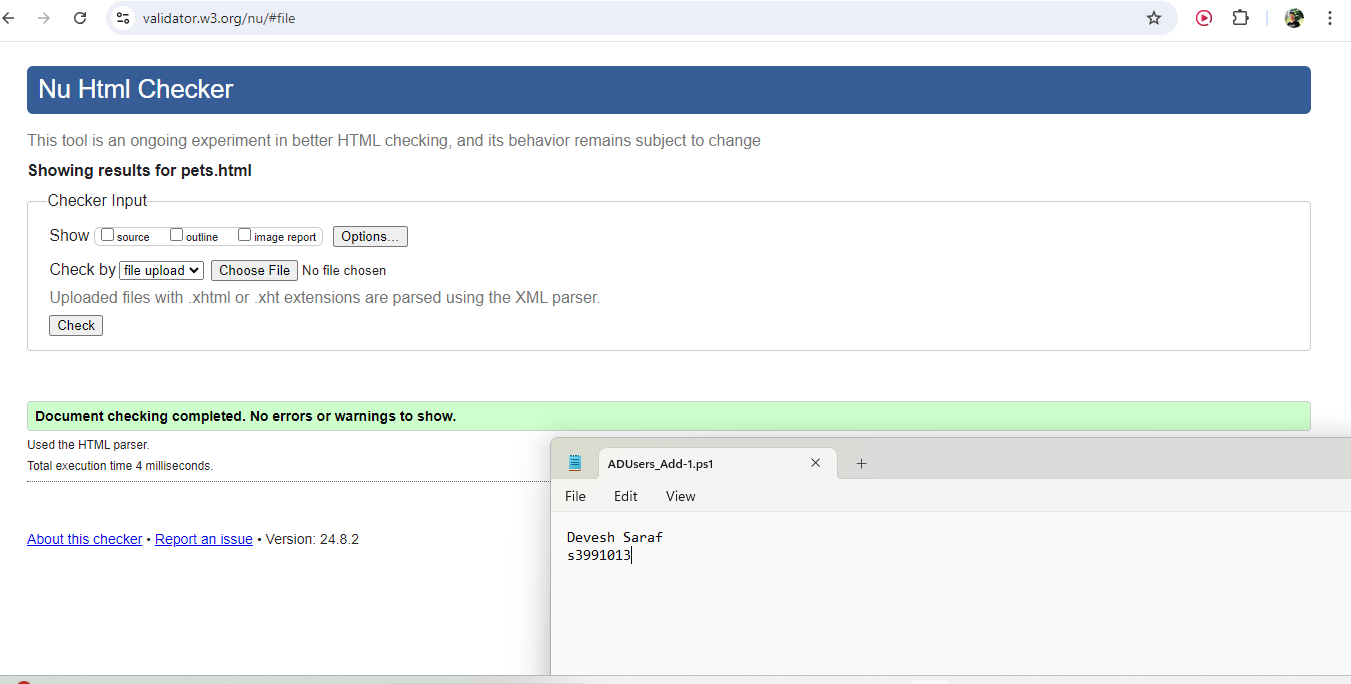 validator.w3.org/nu/#file
Nu Html Checker
This tool is an ongoing experiment in better HTML checking, and its behavior remains subject to change
Showing results for pets.html
Checker Input
Show source outline image report Options...
Check by file upload Choose File No file chosen
Uploaded files with .xhtml or .xht extensions are parsed using the XML parser.
Check
Document checking completed. No errors or warnings to show.
Used the HTML parser.
Total execution time 4 milliseconds.
About this checker • Report an issue • Version: 24.8.2
ADUsers_Add-1.ps1
File Edit View
Devesh Saraf
s3991013